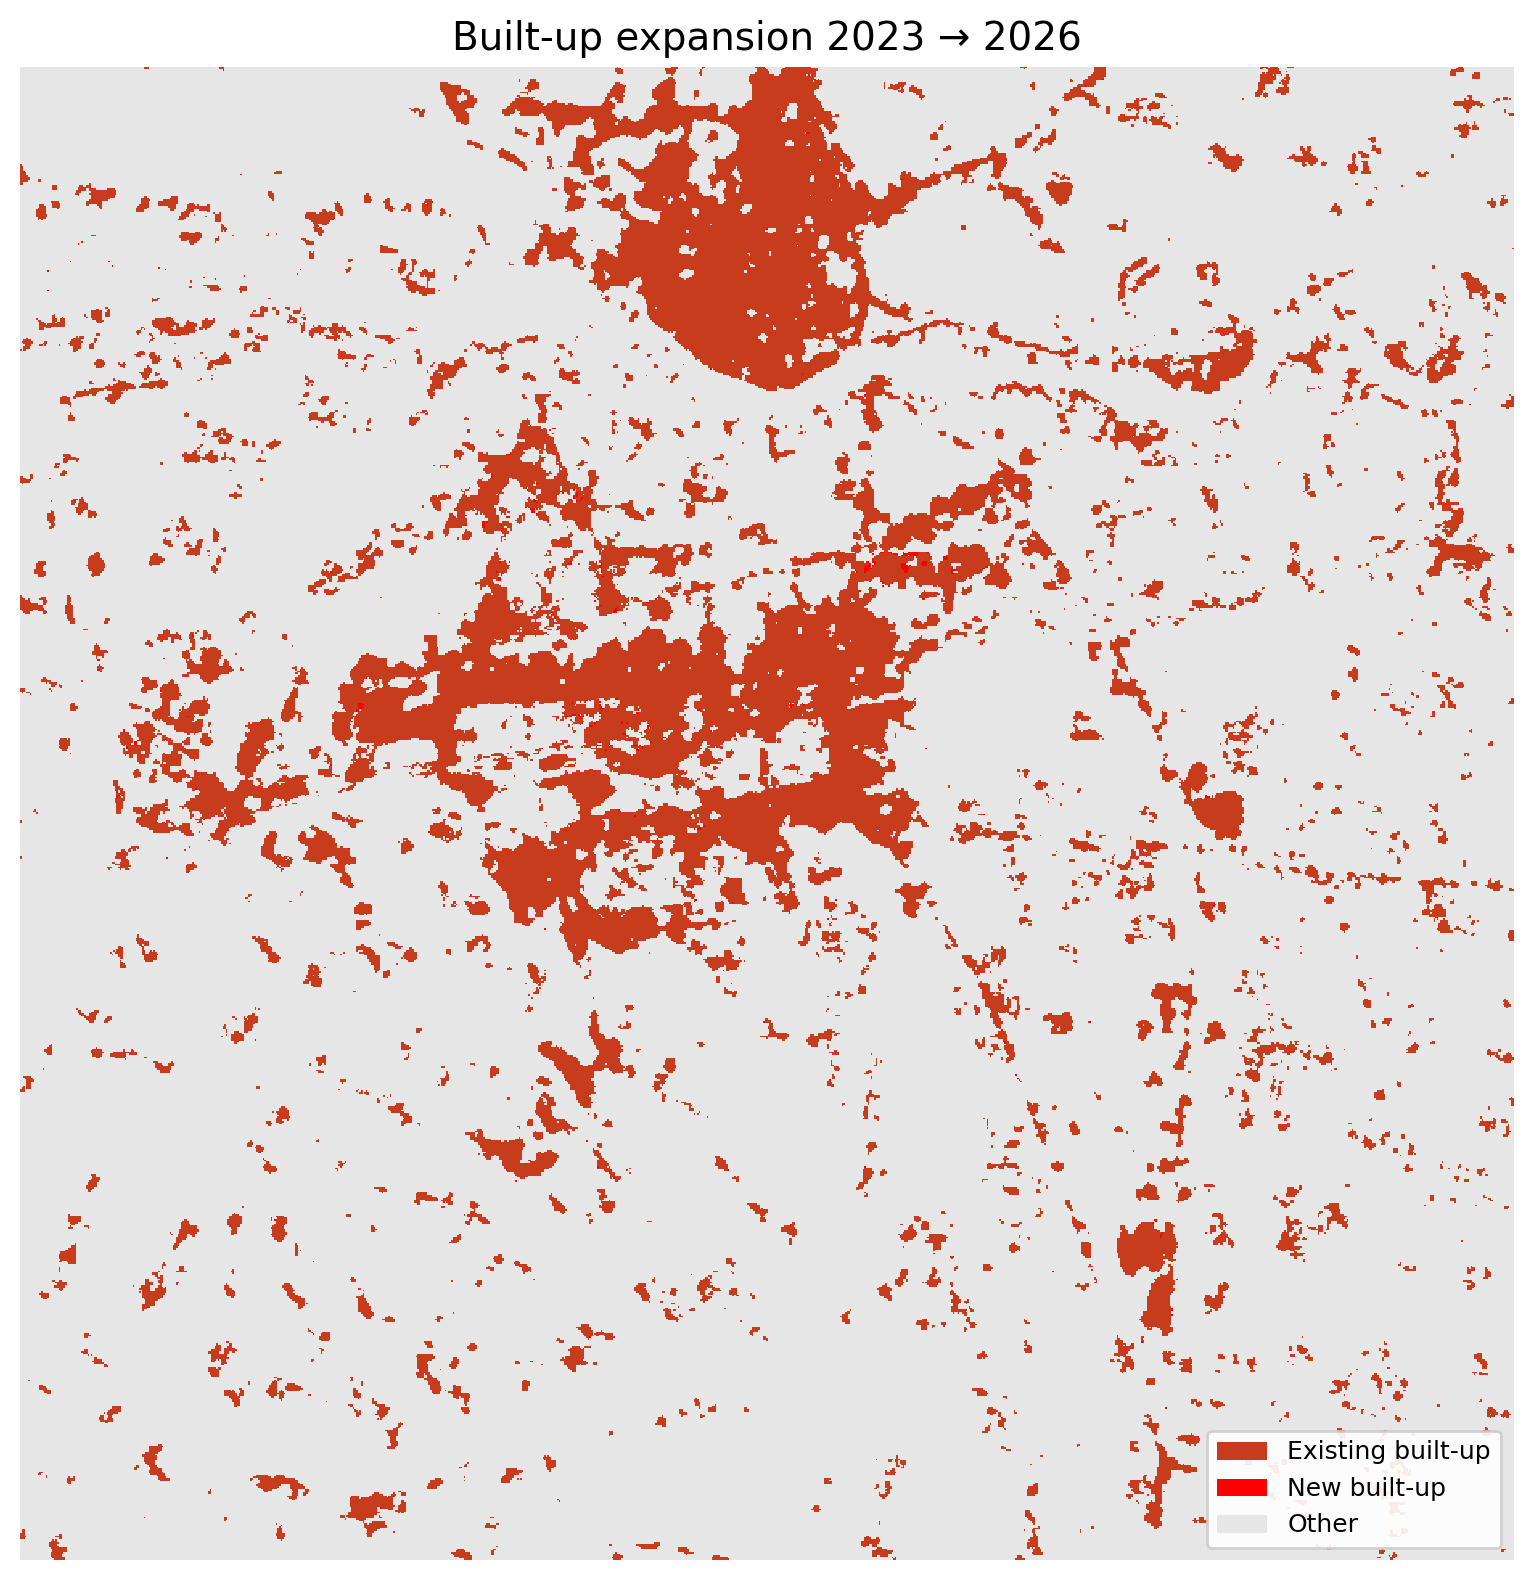 Built-up expansion 2023 → 2026
Existing built-up
New built-up
Other